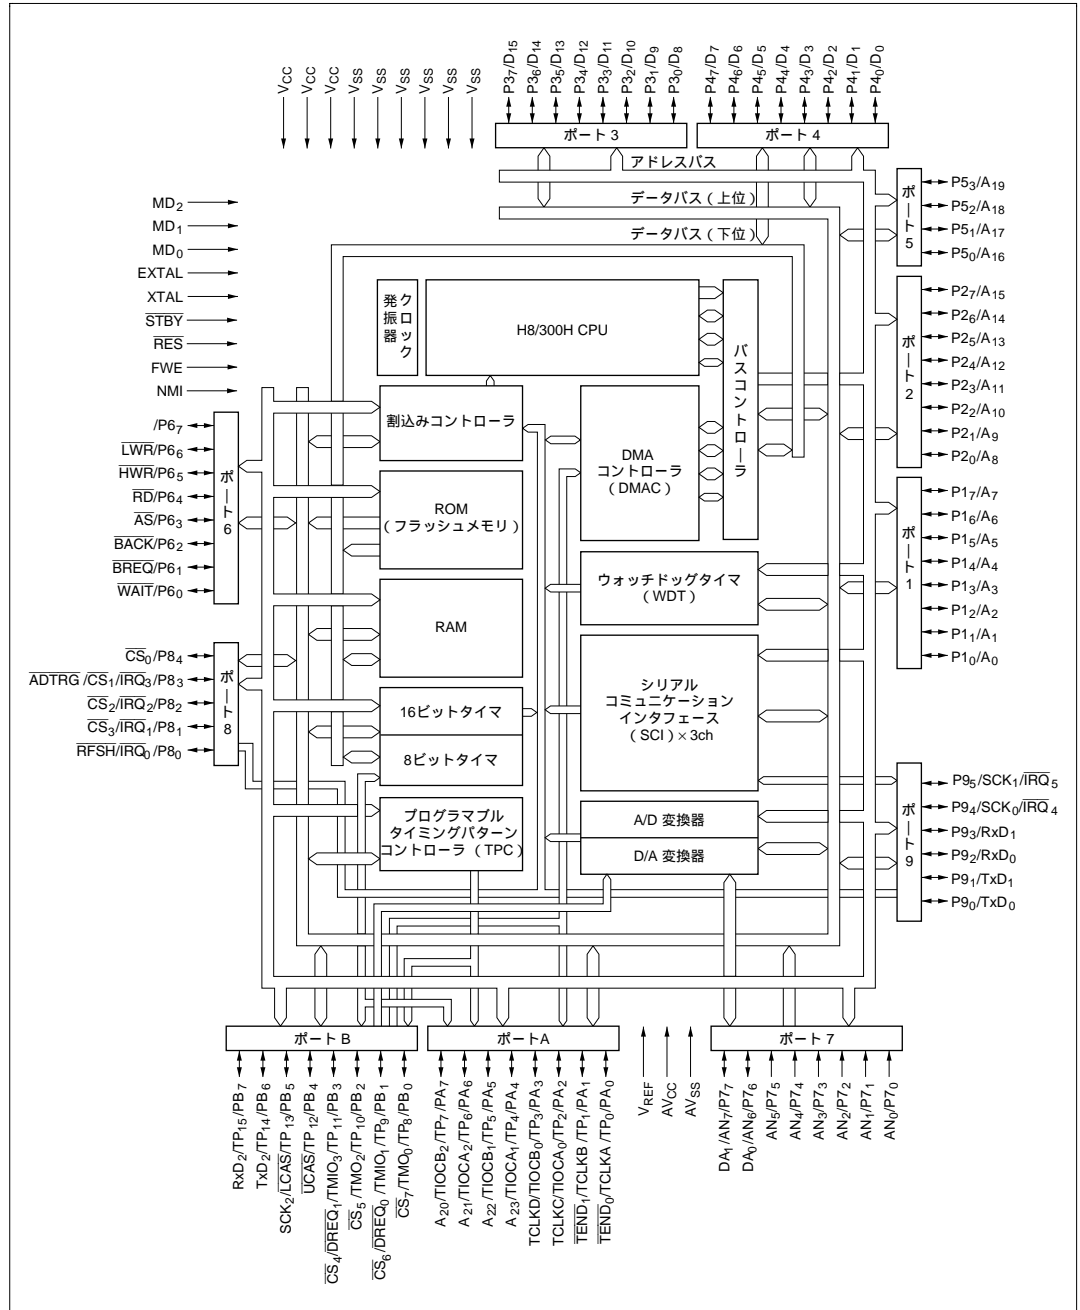 VCC
VCC
VCC
VSS
VSS
VSS
VSS
VSS
VSS
P37/D15
P36/D14
P35/D13
P34/D12
P33/D11
P32/D10
P31/D9
P30/D8
P47/D7
P46/D6
P45/D5
P44/D4
P43/D3
P42/D2
P41/D1
P40/D0
ポート 3
ポート 4
アドレスバス
データバス（上位）
データバス（下位）
MD2
MD1
MD0
EXTAL
XTAL
STBY
RES
FWE
NMI
/P67
LWR/P66
HWR/P65
RD/P64
AS/P63
BACK/P62
BREQ/P61
WAIT/P60
ポート6
CS0/P84
ADTRG/CS1/IRQ3/P83
CS2/IRQ2/P82
CS3/IRQ1/P81
RFSH/IRQ0/P80
ポート8
クロック
発振器
H8/300H CPU
バスコントローラ
割込みコントローラ
DMA
コントローラ
（DMAC）
ROM
（フラッシュメモリ）
RAM
ウォッチドッグタイマ
（WDT）
16ビットタイマ
8ビットタイマ
シリアル
コミュニケーション
インタフェース
（SCI）×3ch
プログラマブル
タイミングパターン
コントローラ（TPC）
A/D 変換器
D/A 変換器
ポート5
P53/A19
P52/A18
P51/A17
P50/A16
ポート2
P27/A15
P26/A14
P25/A13
P24/A12
P23/A11
P22/A10
P21/A9
P20/A8
ポート1
P17/A7
P16/A6
P15/A5
P14/A4
P13/A3
P12/A2
P11/A1
P10/A0
ポート9
P95/SCK1/IRQ5
P94/SCK0/IRQ4
P93/RxD1
P92/RxD0
P91/TxD1
P90/TxD0
ポート B
ポートA
ポート 7
RxD2/TP15/PB7
TxD2/TP14/PB6
SCK2/LCAS/TP13/PB5
UCAS/TP12/PB4
CS4/DREQ1/TMIO3/TP11/PB3
CS5/TMO2/TP10/PB2
CS6/DREQ0/TMIO1/TP9/PB1
CS7/TMO0/TP8/PB0
A20/TIOCB2/TP7/PA7
A21/TIOCA2/TP6/PA6
A22/TIOCB1/TP5/PA5
A23/TIOCA1/TP4/PA4
TCLKD/TIOCB0/TP3/PA3
TCLKC/TIOCA0/TP2/PA2
TEND1/TCLKB/TP1/PA1
TEND0/TCLKA/TP0/PA0
VREF
AVCC
AVSS
DA1/AN7/P77
DA0/AN6/P76
AN5/P75
AN4/P74
AN3/P73
AN2/P72
AN1/P71
AN0/P70